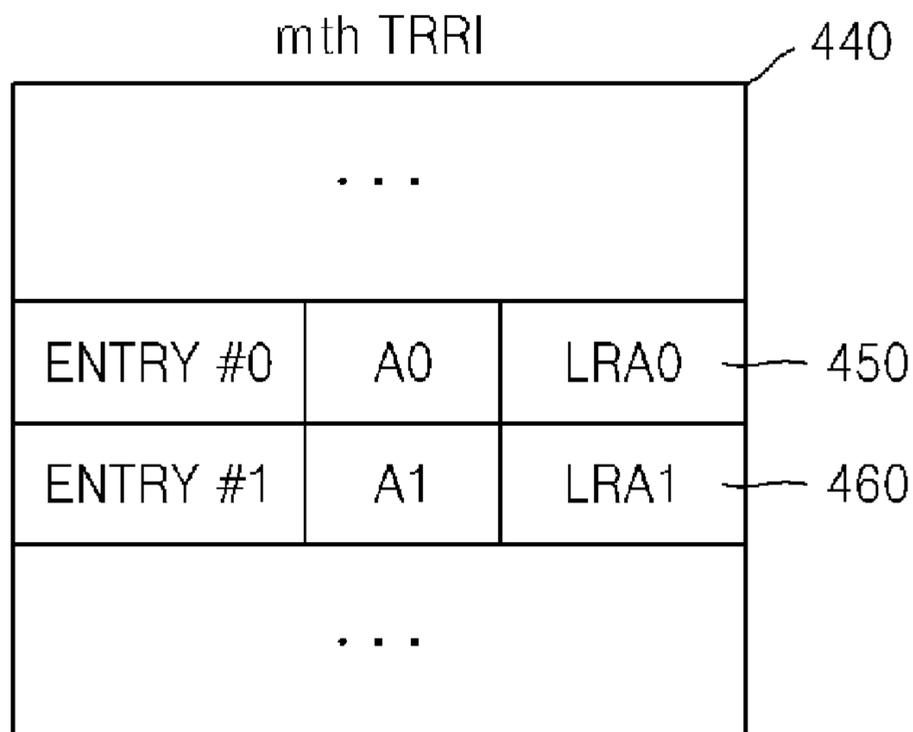 mth TRRI
440
. . .
ENTRY #0 A0 LRA0 450
ENTRY #1 A1 LRA1 460
. . .